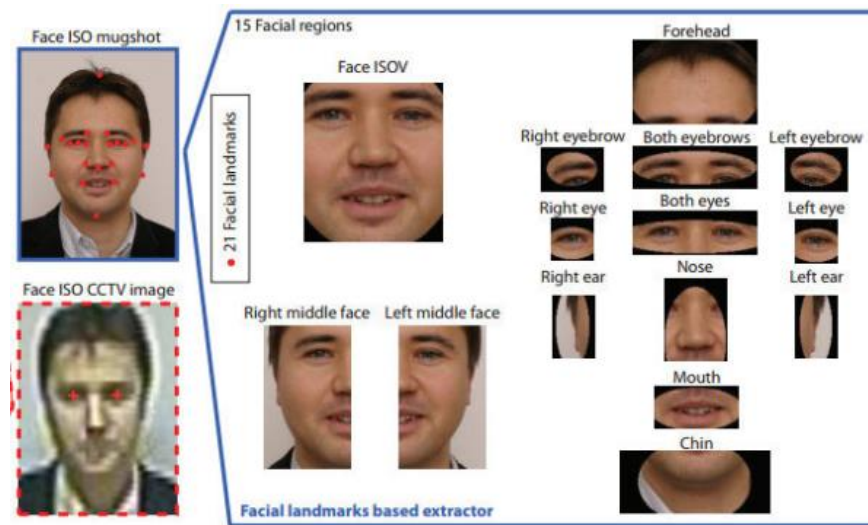 Face ISO mugshot
15 Facial regions
Face ISOV
Forehead
21 Facial landmarks
Right eyebrow
Both eyebrows
Left eyebrow
Right eye
Both eyes
Left eye
Right ear
Nose
Left ear
Face ISO CCTV image
Right middle face
Left middle face
Mouth
Chin
Facial landmarks based extractor